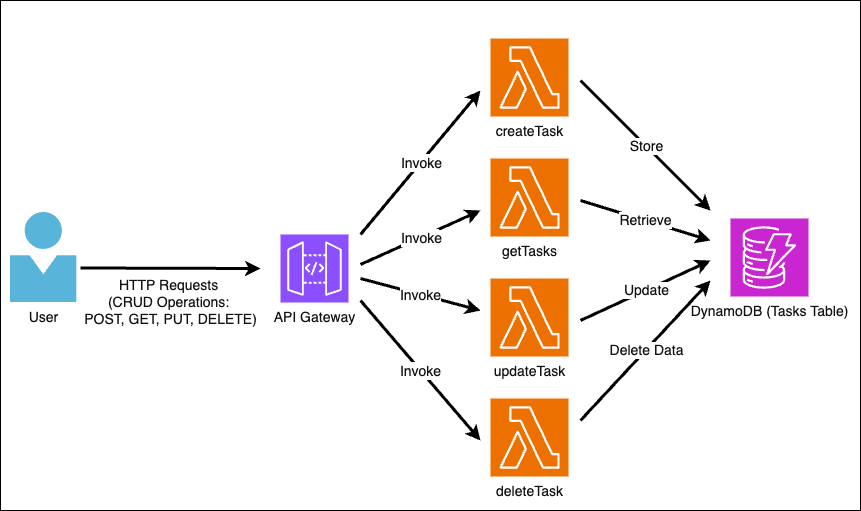 createTask
Store
Invoke
getTasks
Retrieve
Invoke
User
HTTP Requests
(CRUD Operations:
POST, GET, PUT, DELETE)
</>
API Gateway
Invoke
Update
DynamoDB (Tasks Table)
updateTask
Delete Data
Invoke
deleteTask